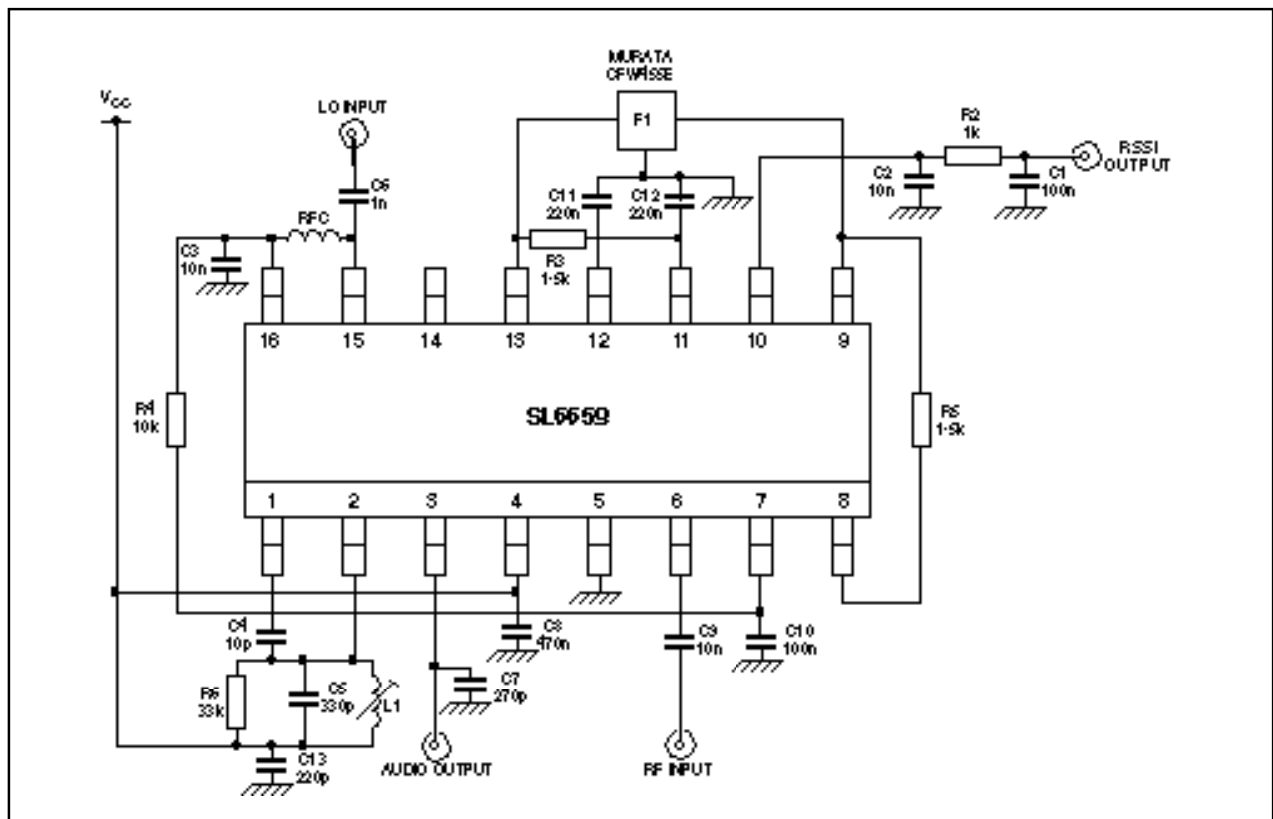 MURATA
V_CC
LO INPUT
F1
R2
1k
RSSI
OUTPUT
C2
10n
C1
100n
C6
1n
C11
220n
C12
220n
RFC
C3
10n
R3
1·5k
16
15
14
13
12
11
10
9
R4
10k
SL6659
R5
1·5k
1
2
3
4
5
6
7
8
C4
10p
C8
470n
C9
10n
C10
100n
R6
33k
C5
330p
L1
C7
270p
C13
220p
AUDIO OUTPUT
RF INPUT